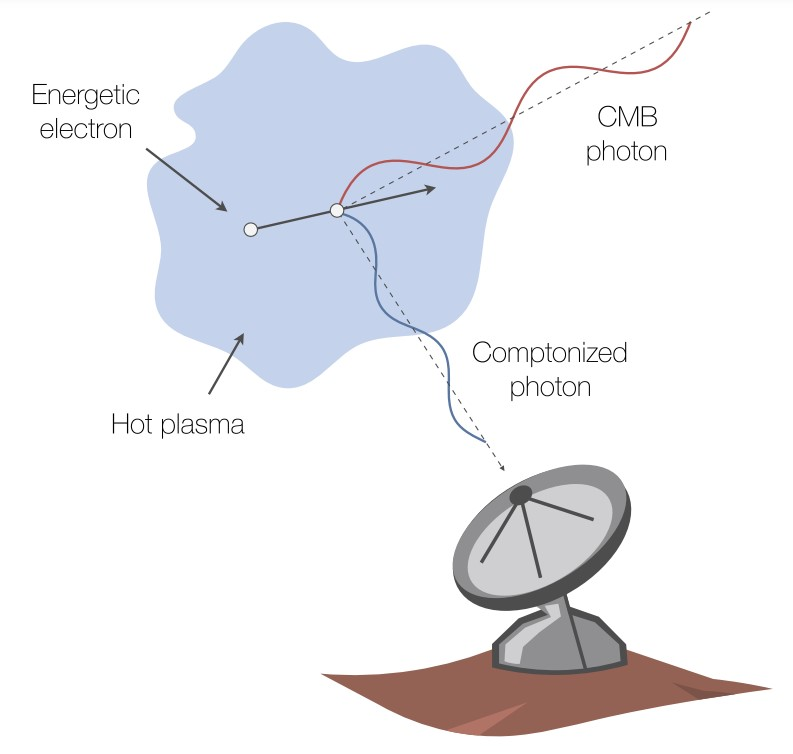 Energetic
electron
CMB
photon
Comptonized
photon
Hot plasma